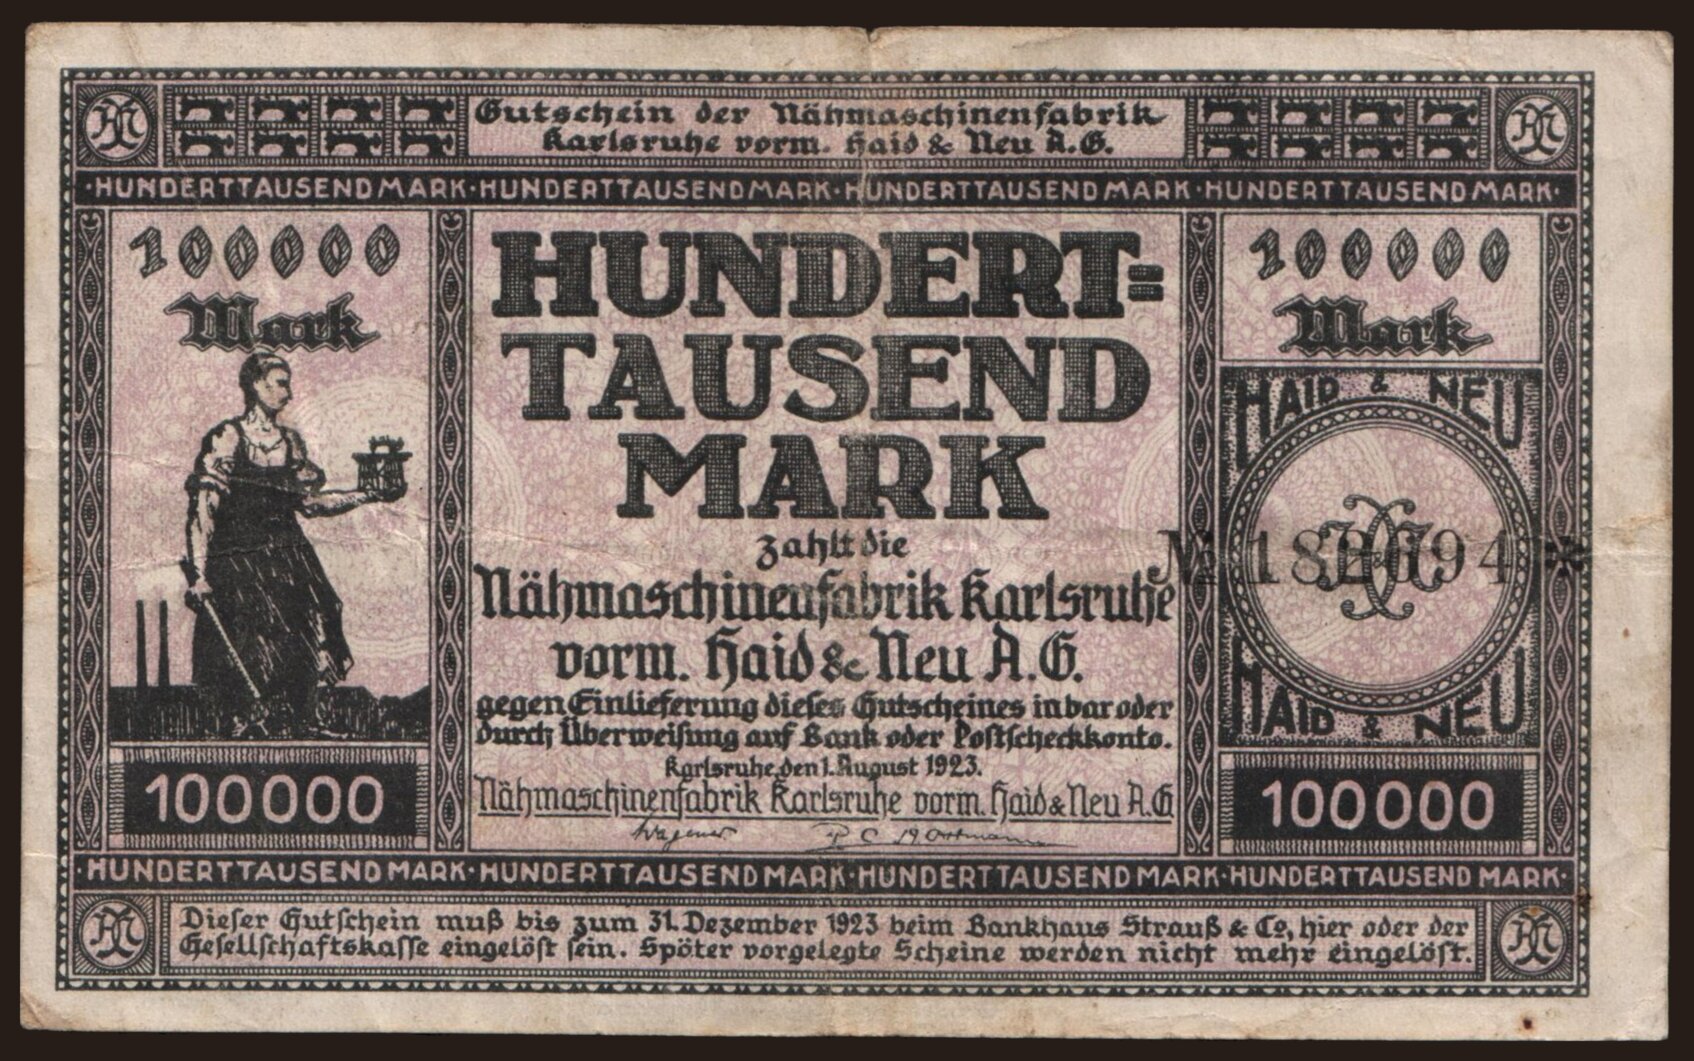 Gutschein der Nähmaschinenfabrik
Karlsruhe vorm. Haid & Neu A.G.
·HUNDERTTAUSEND MARK·HUNDERTTAUSEND MARK·HUNDERTTAUSEND MARK·HUNDERTTAUSEND MARK·
100000
Mark
100000
HUNDERT=
TAUSEND
MARK
zahlt die
Nähmaschinenfabrik Karlsruhe
vorm. Haid & Neu A.G.
gegen Einlieferung dieses Gutscheines in bar oder
durch Überweisung auf Bank oder Postscheckkonto.
Karlsruhe, den 1. August 1923.
Nähmaschinenfabrik Karlsruhe vorm. Haid & Neu A.G
100000
Mark
HAID & NEU
HAID & NEU
100000
·HUNDERTTAUSEND MARK·HUNDERTTAUSEND MARK·HUNDERTTAUSEND MARK·HUNDERTTAUSEND MARK·
Dieser Gutschein muß bis zum 31. Dezember 1923 beim Bankhaus Strauß & Co, hier oder der
Gesellschaftskasse eingelöst sein. Später vorgelegte Scheine werden nicht mehr eingelöst.